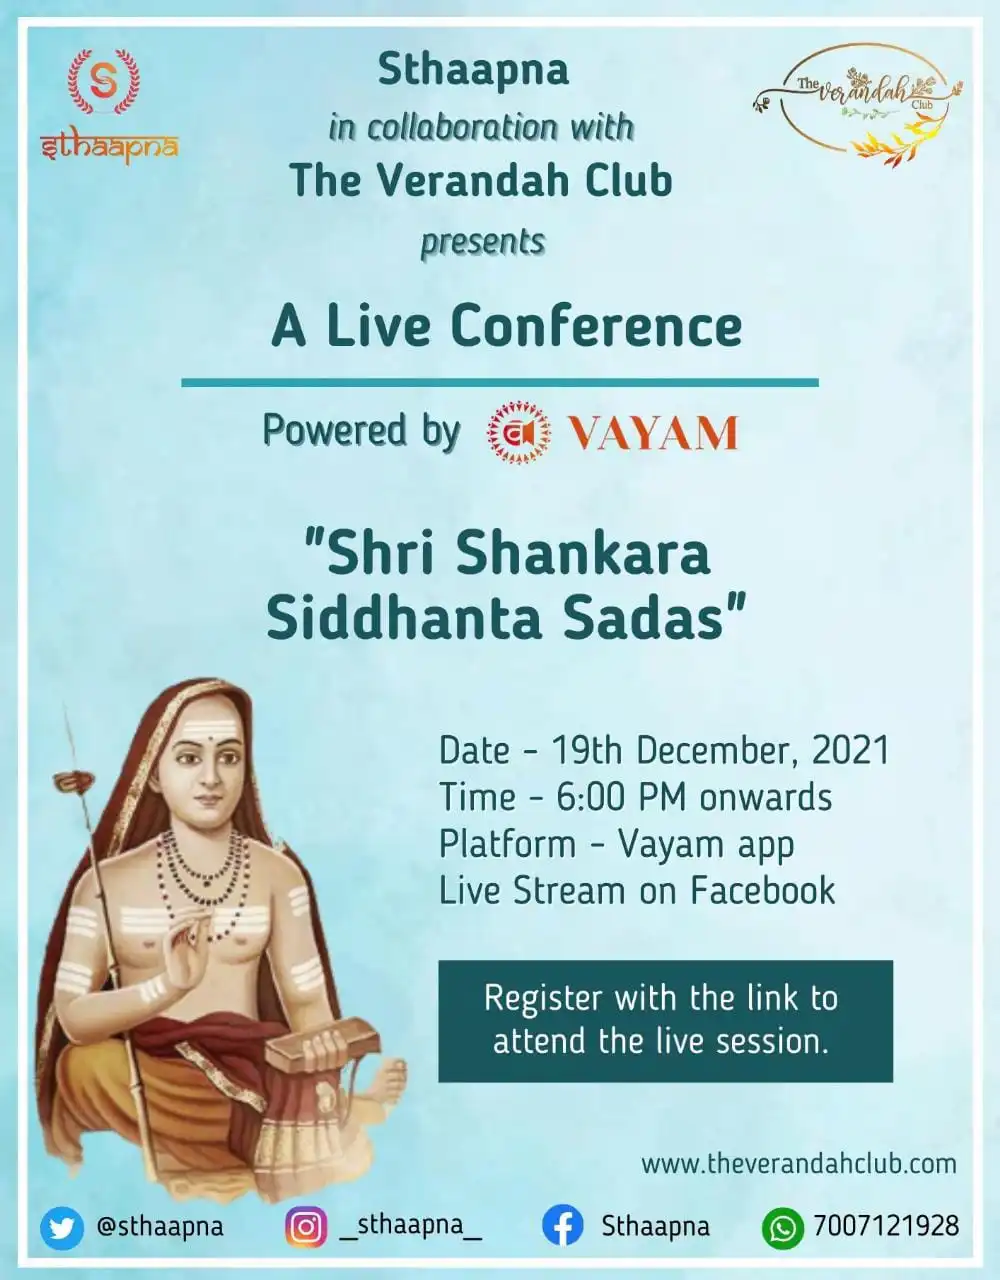 Sthaapna
in collaboration with
The Verandah Club
presents
S
sthaapna
The Verandah Club
A Live Conference
Powered by VAYAM
"Shri Shankara
Siddhanta Sadas"
Date - 19th December, 2021
Time - 6:00 PM onwards
Platform - Vayam app
Live Stream on Facebook
Register with the link to
attend the live session.
www.theverandahclub.com
@sthaapna _sthaapna_ Sthaapna 7007121928